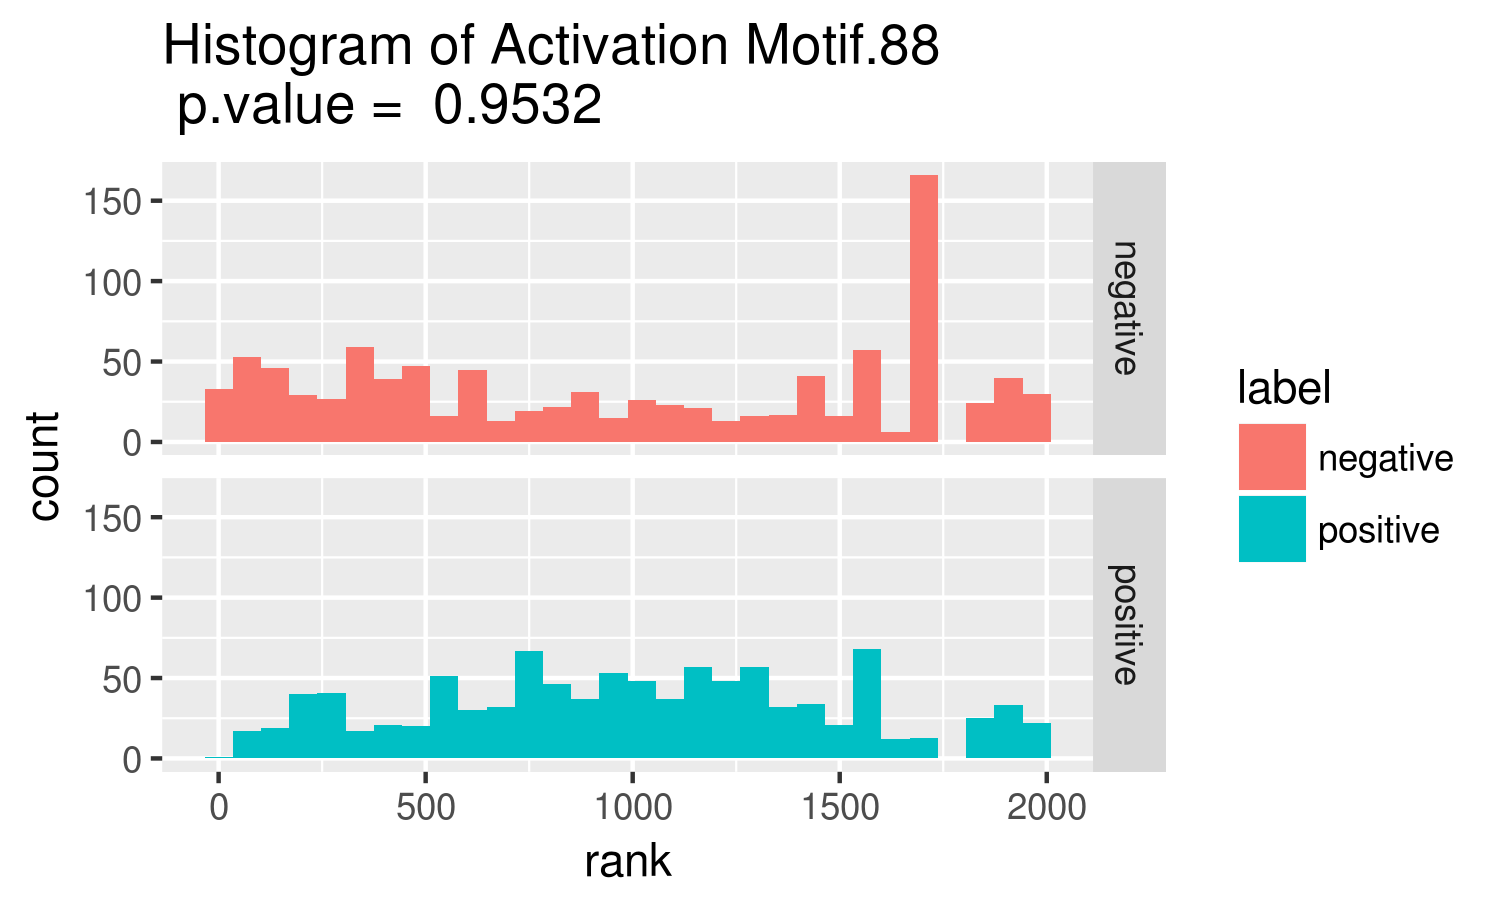 Histogram of Activation Motif.88
p.value =  0.9532
150
100
50
0
negative
150
100
50
0
positive
count
0 500 1000 1500 2000
rank
label
negative
positive